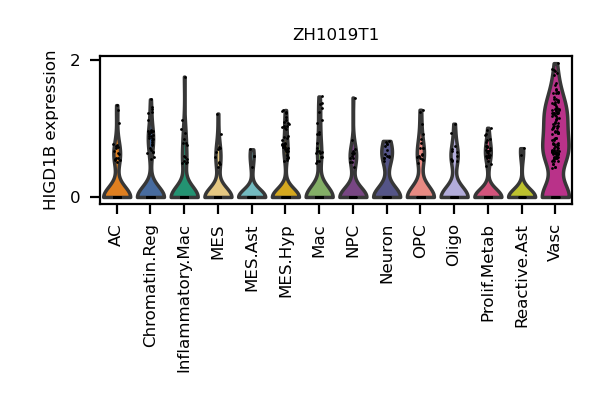 ZH1019T1
HIGD1B expression
2
0
AC
Chromatin.Reg
Inflammatory.Mac
MES
MES.Ast
MES.Hyp
Mac
NPC
Neuron
OPC
Oligo
Prolif.Metab
Reactive.Ast
Vasc